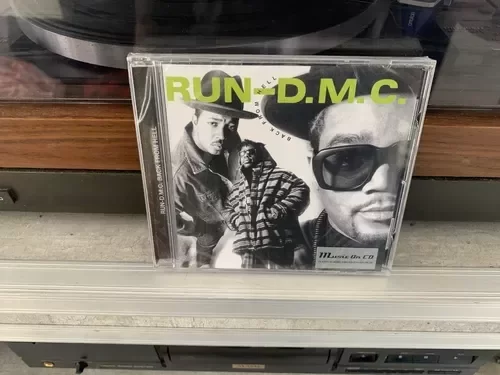 RUN-D.M.C.
BACK FROM HELL
RUN-D.M.C. BACK FROM HELL
Music On CD